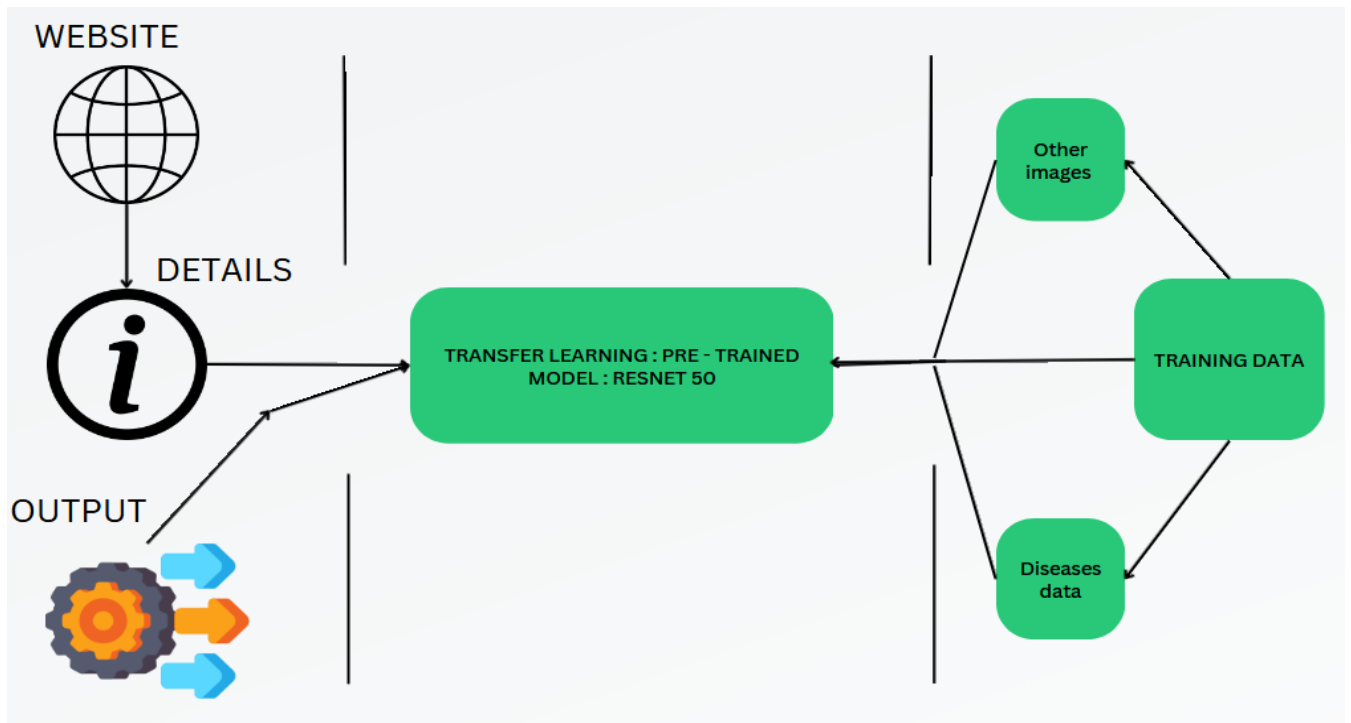 WEBSITE
DETAILS
OUTPUT
TRANSFER LEARNING : PRE - TRAINED
MODEL : RESNET 50
Other
images
TRAINING DATA
Diseases
data